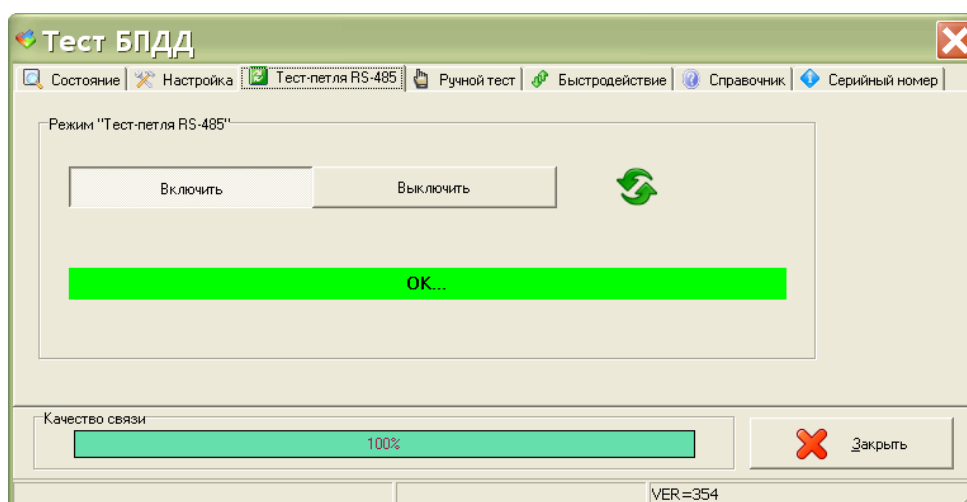 Тест БПДД
Состояние Настройка Тест-петля RS-485 Ручной тест Быстродействие Справочник Серийный номер
Режим "Тест-петля RS-485"
Включить Выключить
OK...
Качество связи
100%
Закрыть
VER=354